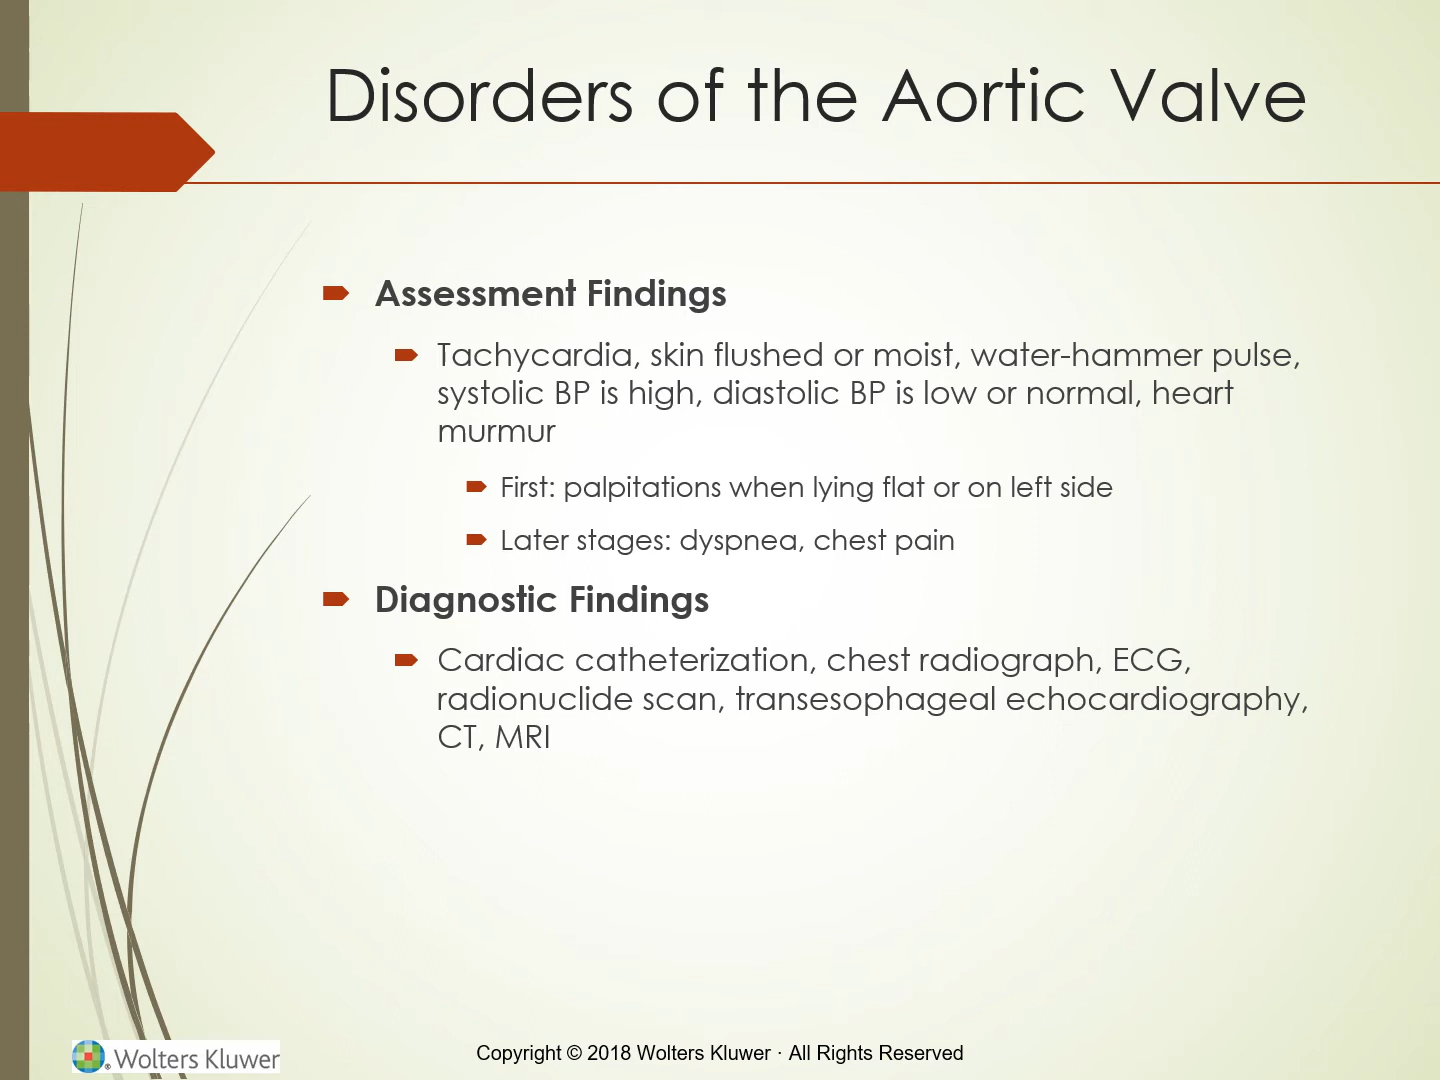 Disorders of the Aortic Valve
Assessment Findings
Tachycardia, skin flushed or moist, water-hammer pulse,
systolic BP is high, diastolic BP is low or normal, heart
murmur
First: palpitations when lying flat or on left side
Later stages: dyspnea, chest pain
Diagnostic Findings
Cardiac catheterization, chest radiograph, ECG,
radionuclide scan, transesophageal echocardiography,
CT, MRI
® Wolters Kluwer
Copyright © 2018 Wolters Kluwer · All Rights Reserved